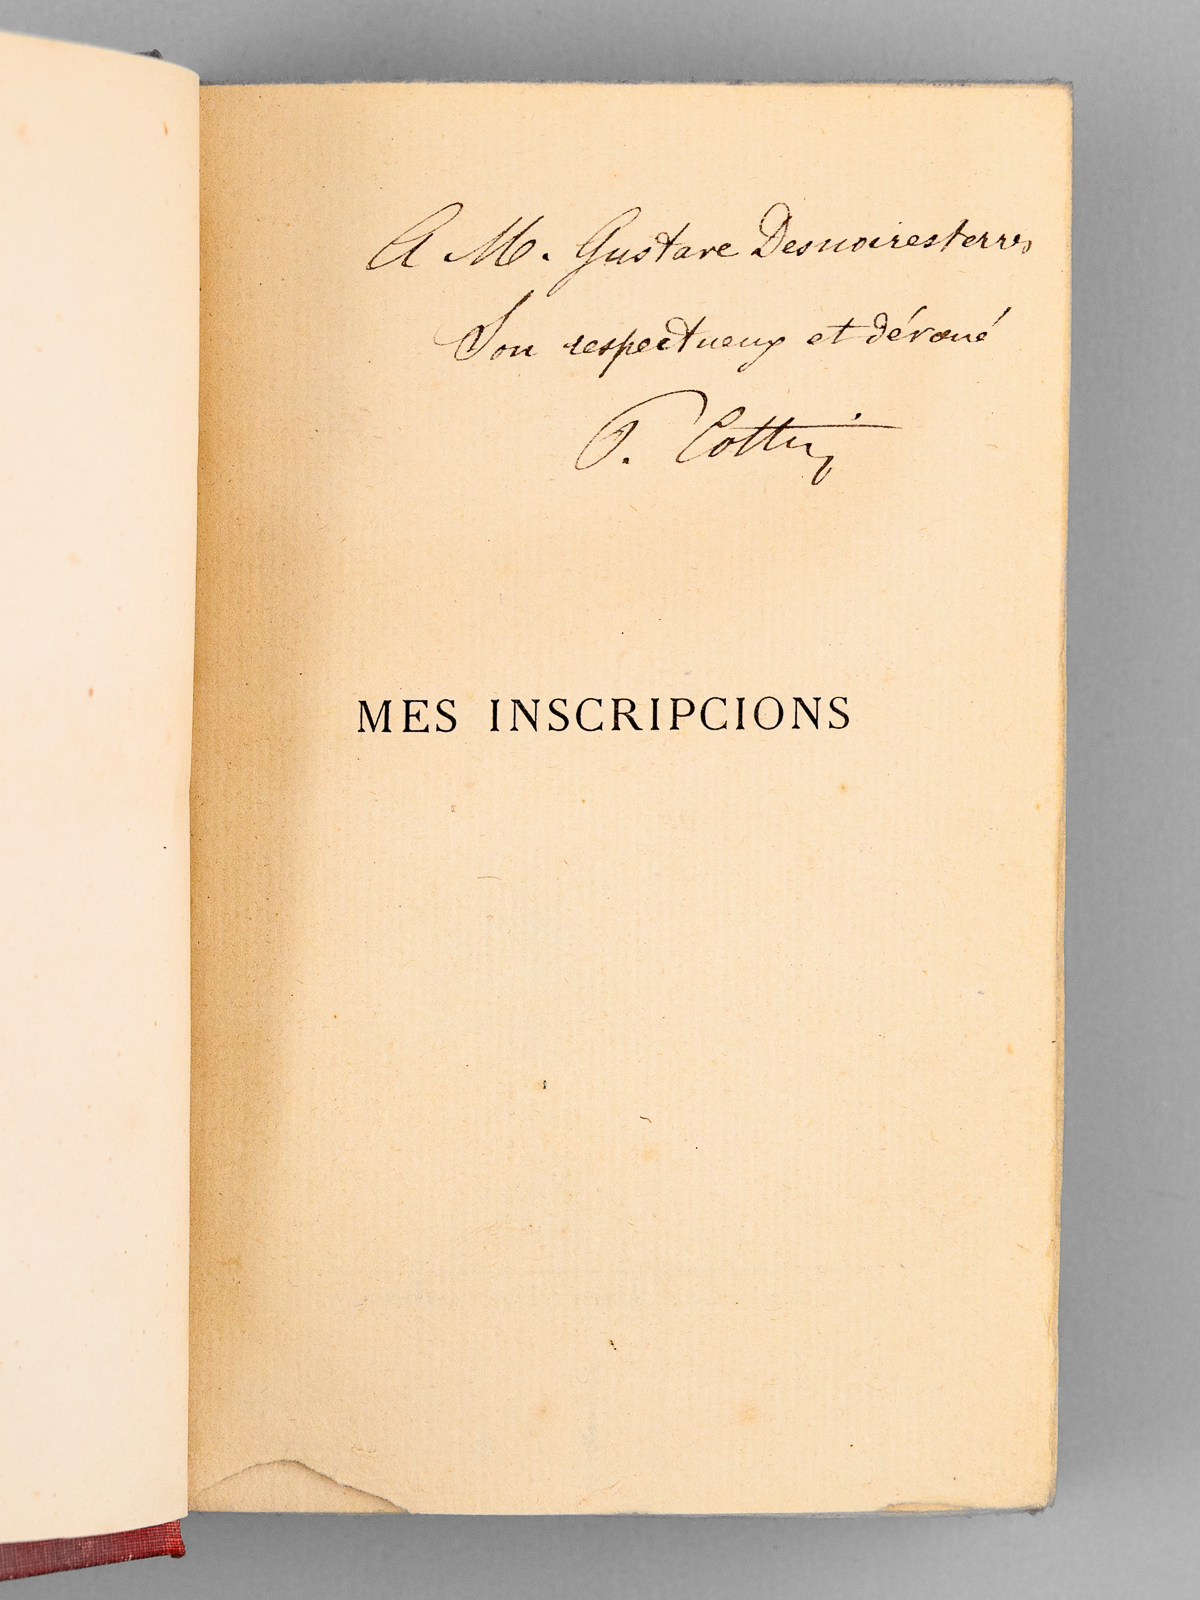 A M. Gustave Desnoiresterres
Son respectueux et dévoué
P. Cottin
MES INSCRIPCIONS